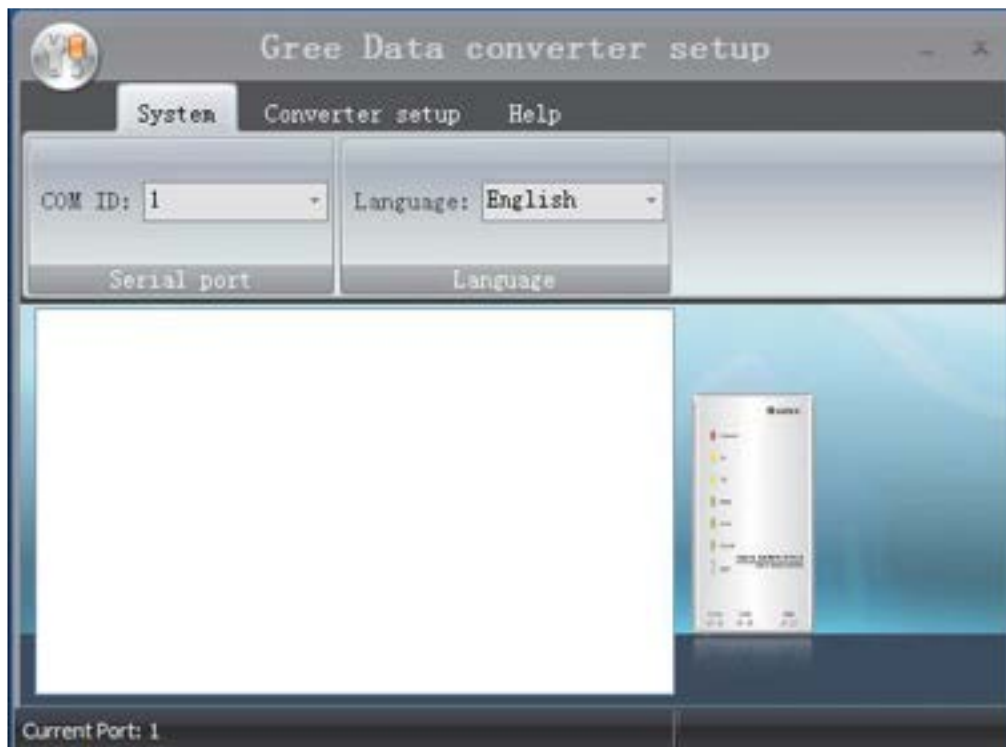 Gree Data converter setup
System Converter setup Help
COM ID: 1 Language: English
Serial port Language
Current Port: 1